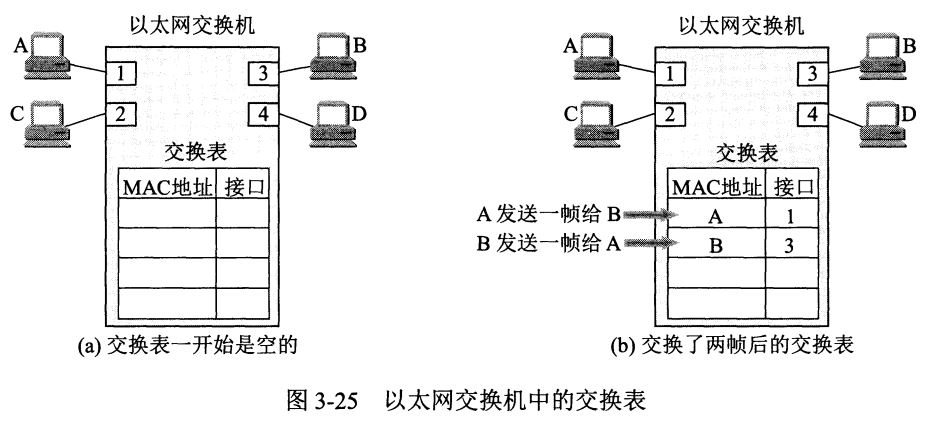 以太网交换机
A
1
3
B
C
2
4
D
交换表
MAC地址 接口
(a) 交换表一开始是空的
以太网交换机
A
1
3
B
C
2
4
D
交换表
MAC地址 接口
A 发送一帧给 B A 1
B 发送一帧给 A B 3
(b) 交换了两帧后的交换表
图 3-25 以太网交换机中的交换表